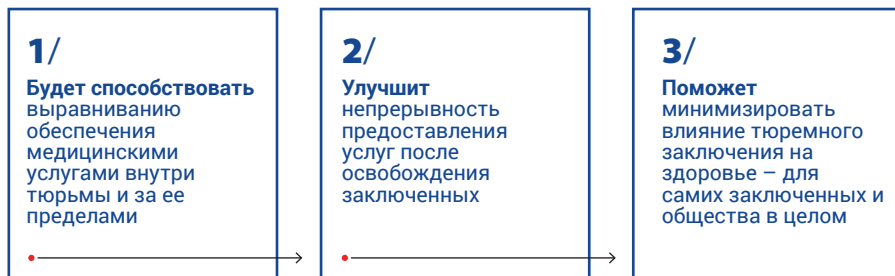 1/
Будет способствовать
выравниванию
обеспечения
медицинскими
услугами внутри
тюрьмы и за ее
пределами
2/
Улучшит
непрерывность
предоставления
услуг после
освобождения
заключенных
3/
Поможет
минимизировать
влияние тюремного
заключения на
здоровье – для
самих заключенных и
общества в целом